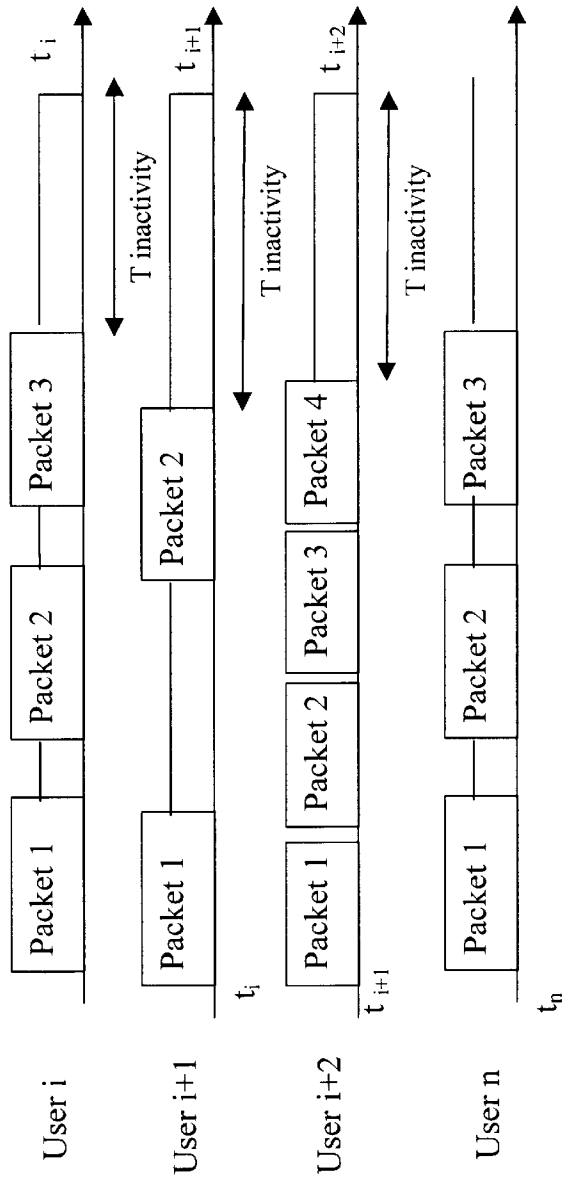 User i
Packet 1
Packet 2
Packet 3
t i
T inactivity
User i+1
t i
Packet 1
Packet 2
t i+1
T inactivity
User i+2
t i+1
Packet 1
Packet 2
Packet 3
Packet 4
t i+2
T inactivity
User n
t n
Packet 1
Packet 2
Packet 3